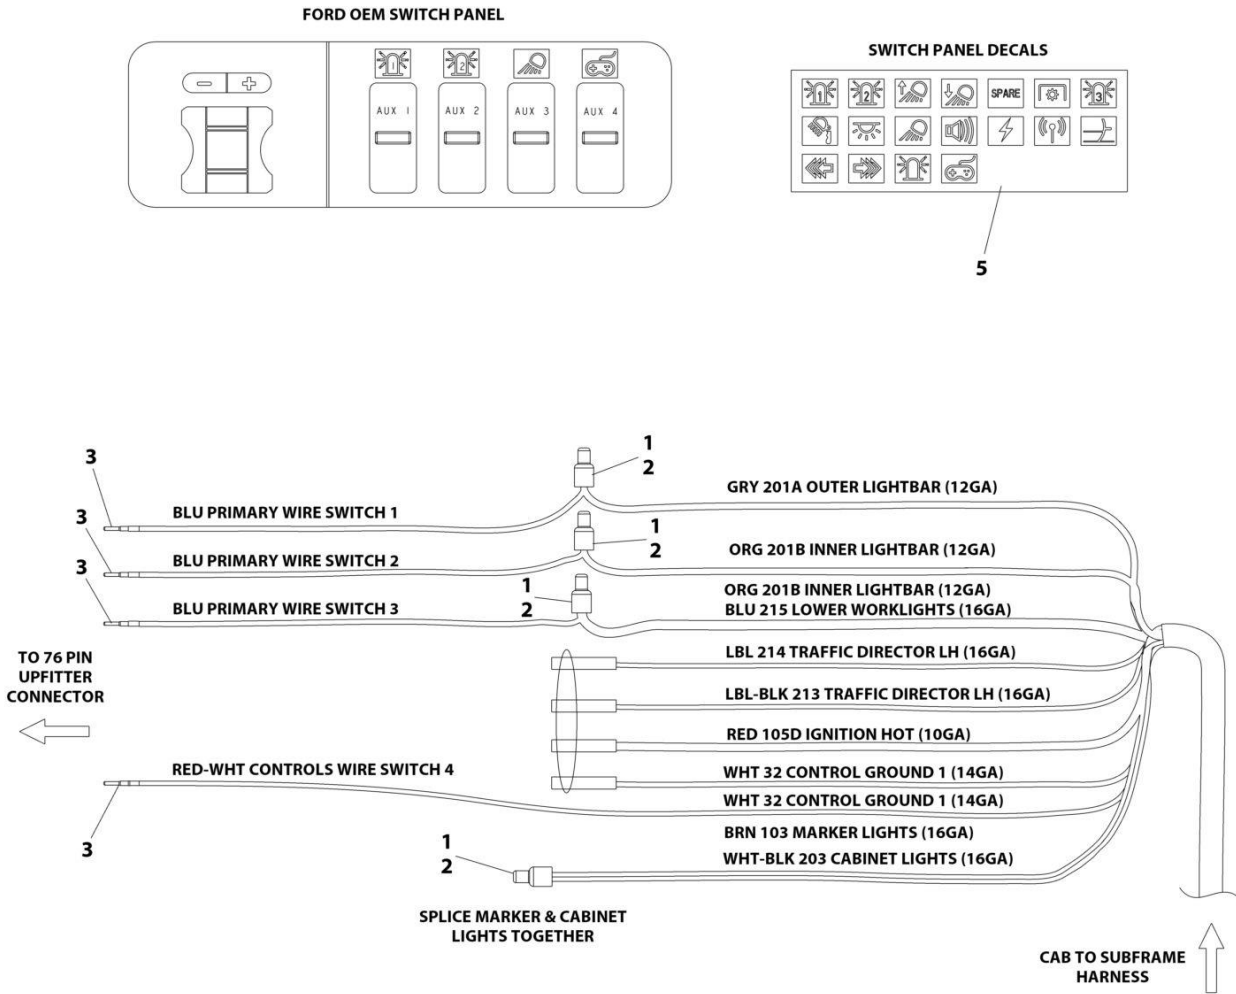 FORD OEM SWITCH PANEL
AUX 1
AUX 2
AUX 3
AUX 4
1
2
SWITCH PANEL DECALS
1
2
SPARE
3
5
3
BLU PRIMARY WIRE SWITCH 1
1
2
GRY 201A OUTER LIGHTBAR (12GA)
3
BLU PRIMARY WIRE SWITCH 2
1
2
ORG 201B INNER LIGHTBAR (12GA)
3
BLU PRIMARY WIRE SWITCH 3
1
2
ORG 201B INNER LIGHTBAR (12GA)
BLU 215 LOWER WORKLIGHTS (16GA)
TO 76 PIN
UPFITTER
CONNECTOR
LBL 214 TRAFFIC DIRECTOR LH (16GA)
LBL-BLK 213 TRAFFIC DIRECTOR LH (16GA)
RED 105D IGNITION HOT (10GA)
RED-WHT CONTROLS WIRE SWITCH 4
WHT 32 CONTROL GROUND 1 (14GA)
WHT 32 CONTROL GROUND 1 (14GA)
3
BRN 103 MARKER LIGHTS (16GA)
WHT-BLK 203 CABINET LIGHTS (16GA)
1
2
SPLICE MARKER & CABINET
LIGHTS TOGETHER
CAB TO SUBFRAME
HARNESS